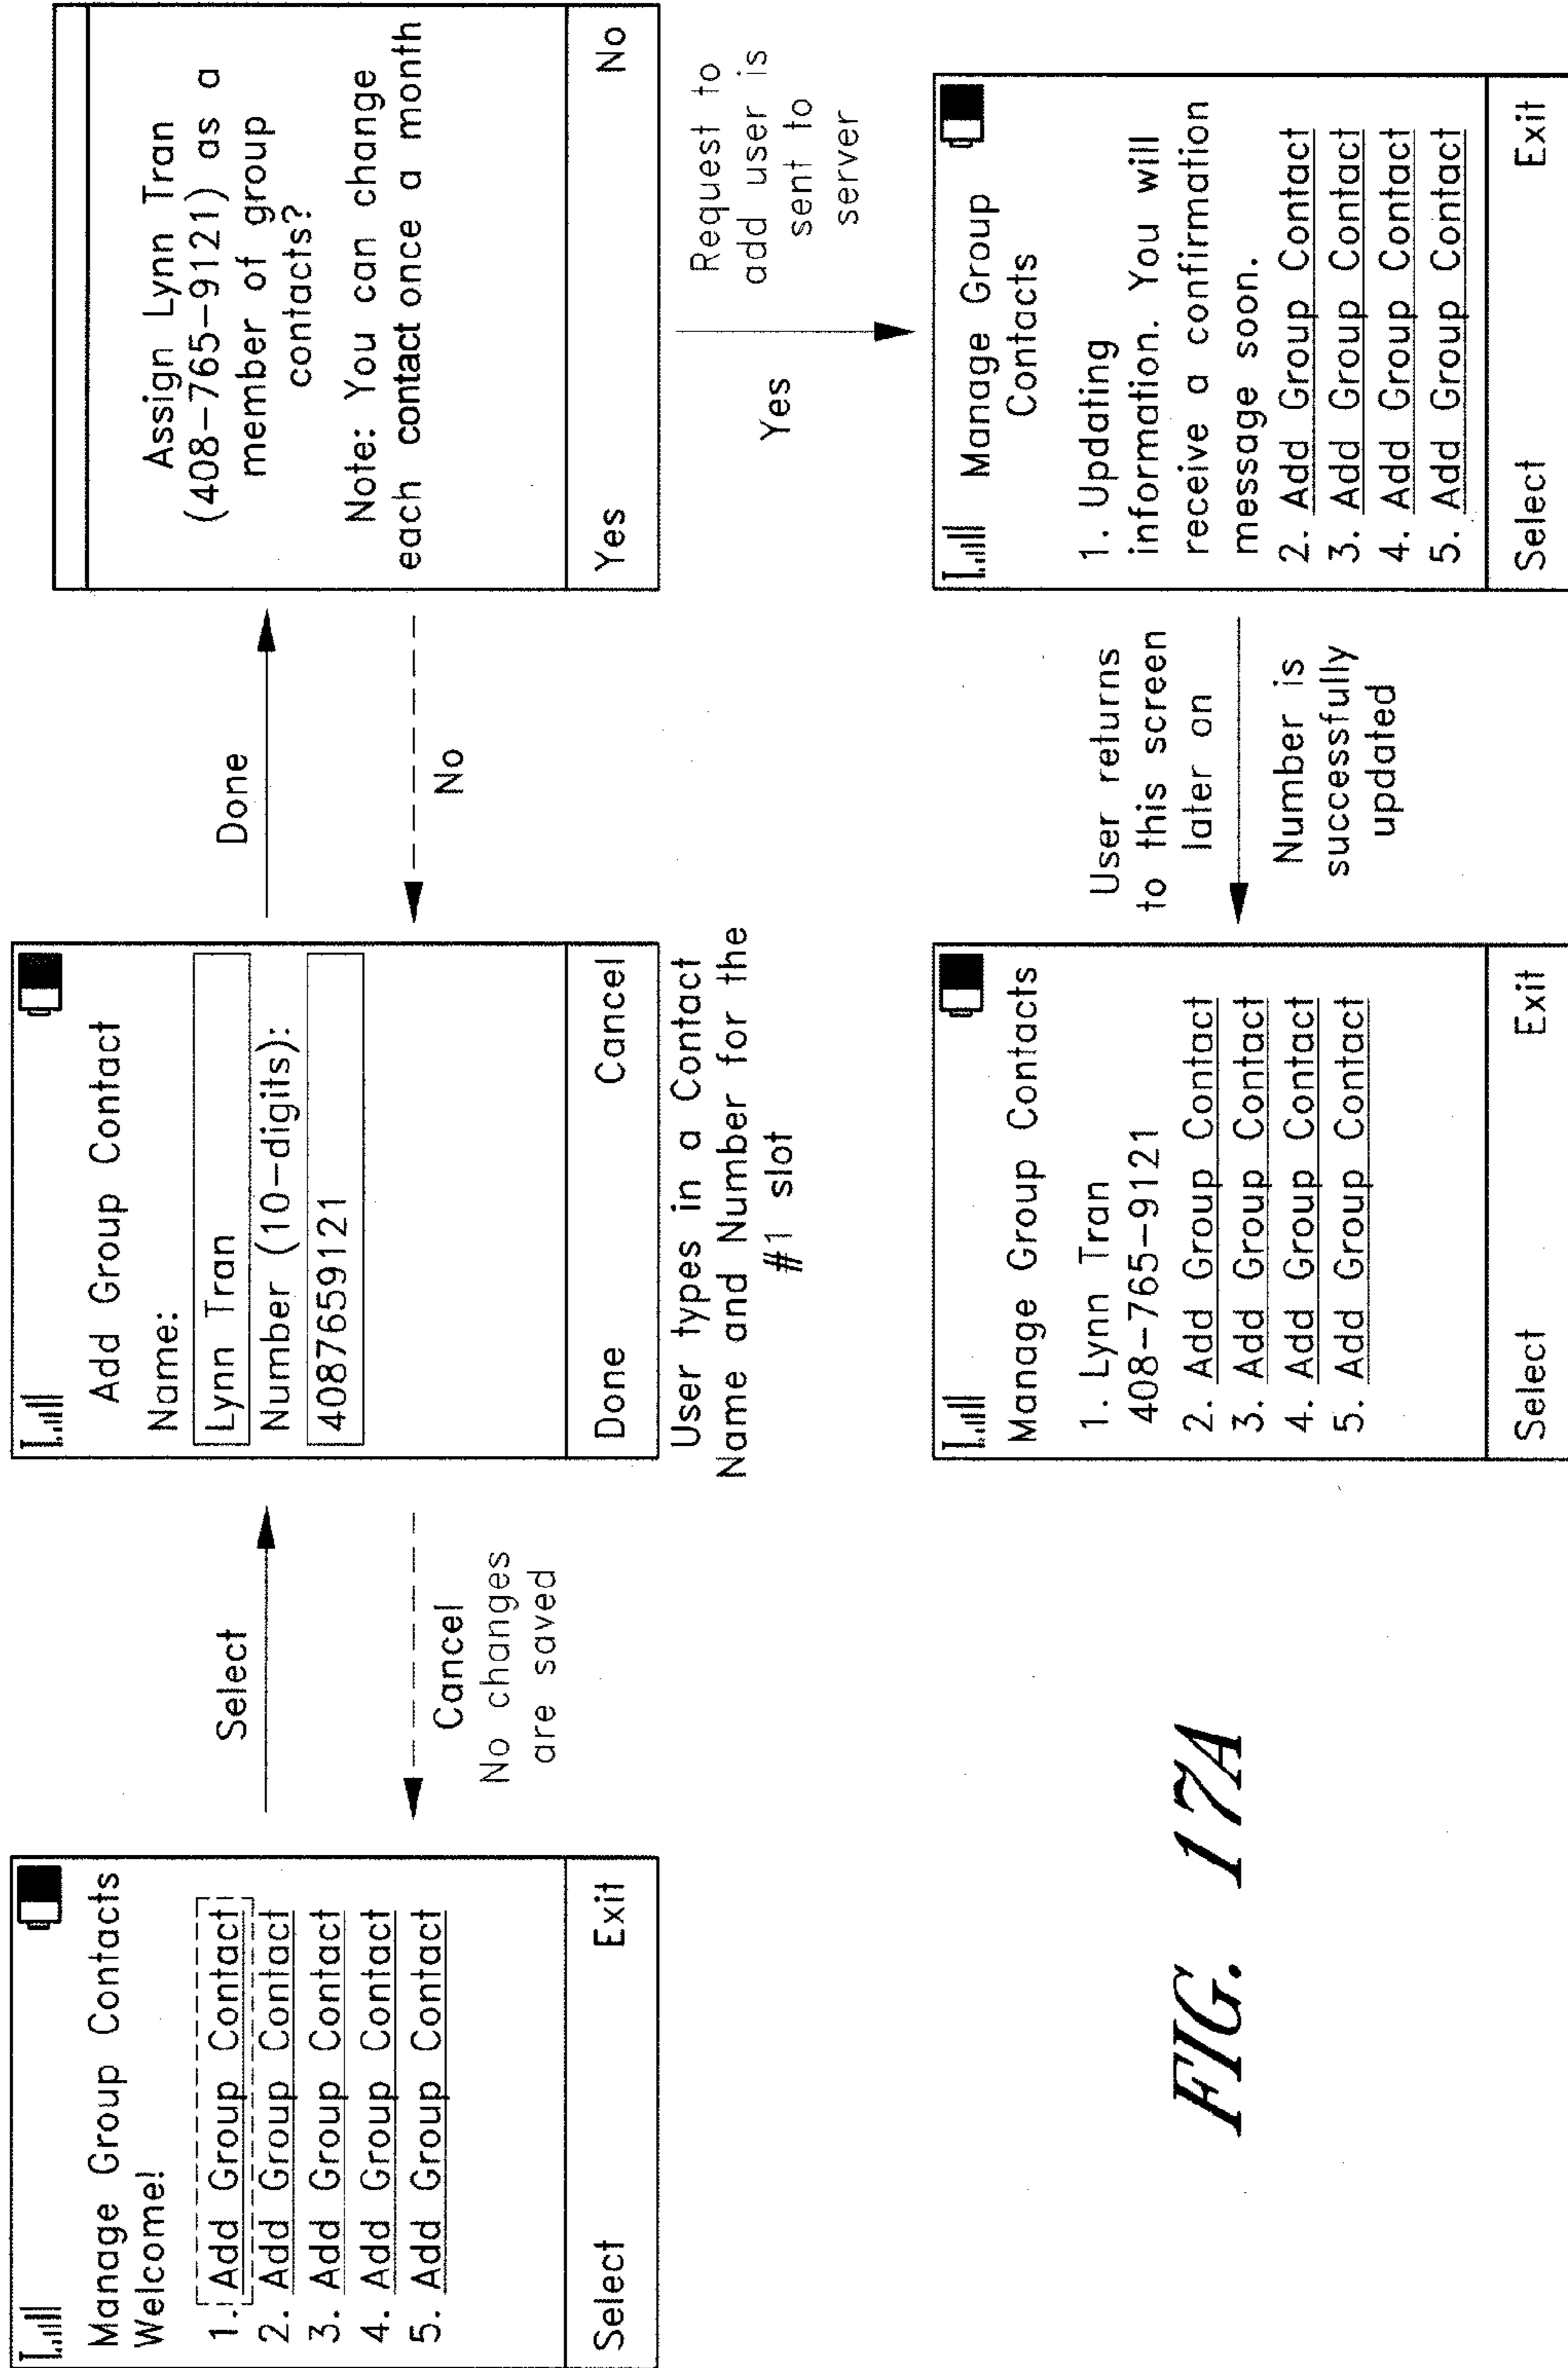 Manage Group Contacts
Welcome!
1. Add Group Contact
2. Add Group Contact
3. Add Group Contact
4. Add Group Contact
5. Add Group Contact
Select Exit
Select
Cancel
No changes
are saved
Add Group Contact
Name:
Lynn Tran
Number (10-digits):
4087659121
Done Cancel
User types in a Contact
Name and Number for the
#1 slot
Done
No
Assign Lynn Tran
(408-765-9121) as a
member of group
contacts?
Note: You can change
each contact once a month
Yes No
Yes
Request to
add user is
sent to
server
Manage Group
Contacts
1. Updating
information. You will
receive a confirmation
message soon.
2. Add Group Contact
3. Add Group Contact
4. Add Group Contact
5. Add Group Contact
Select Exit
User returns
to this screen
later on
Number is
successfully
updated
Manage Group Contacts
1. Lynn Tran
408-765-9121
2. Add Group Contact
3. Add Group Contact
4. Add Group Contact
5. Add Group Contact
Select Exit
FIG. 17A